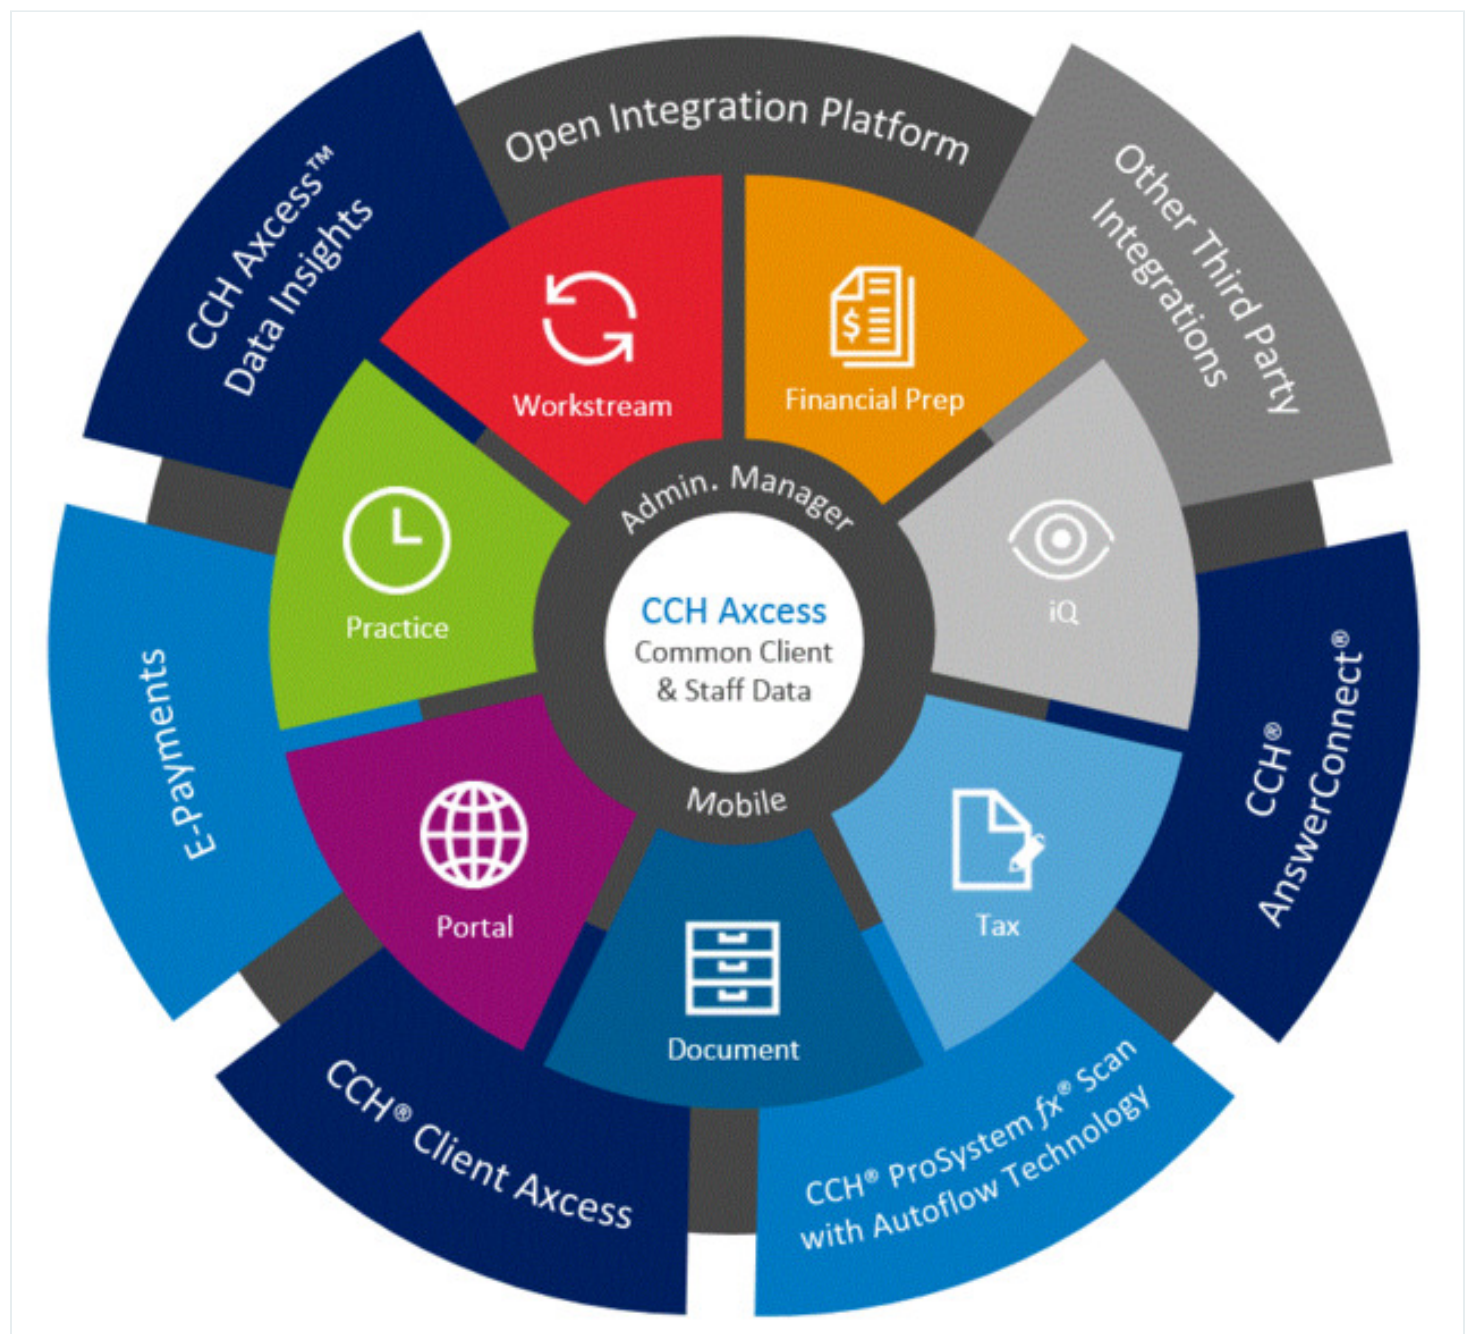 Open Integration Platform
CCH Axcess™
Data Insights
Other Third Party
Integrations
Workstream
Financial Prep
Admin. Manager
Practice
iQ
CCH Axcess
Common Client
& Staff Data
E-Payments
CCH®
AnswerConnect®
Mobile
Portal
Tax
Document
CCH® Client Axcess
CCH® ProSystem fx® Scan
with Autoflow Technology